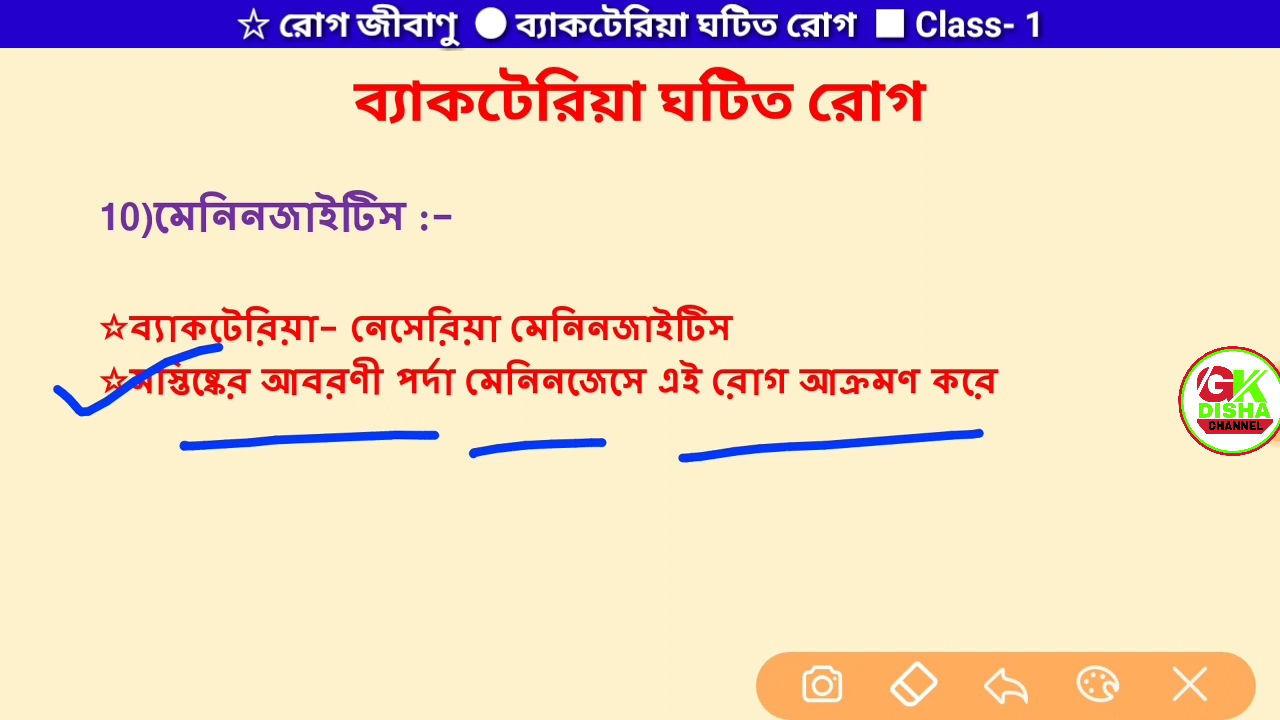 ☆ রোগ জীবাণু ● ব্যাকটেরিয়া ঘটিত রোগ ■ Class- 1
ব্যাকটেরিয়া ঘটিত রোগ
10)মেনিনজাইটিস :-
☆ব্যাকটেরিয়া- নেসেরিয়া মেনিনজাইটিস
☆মস্তিষ্কের আবরণী পর্দা মেনিনজেসে এই রোগ আক্রমণ করে
GK
DISHA
CHANNEL